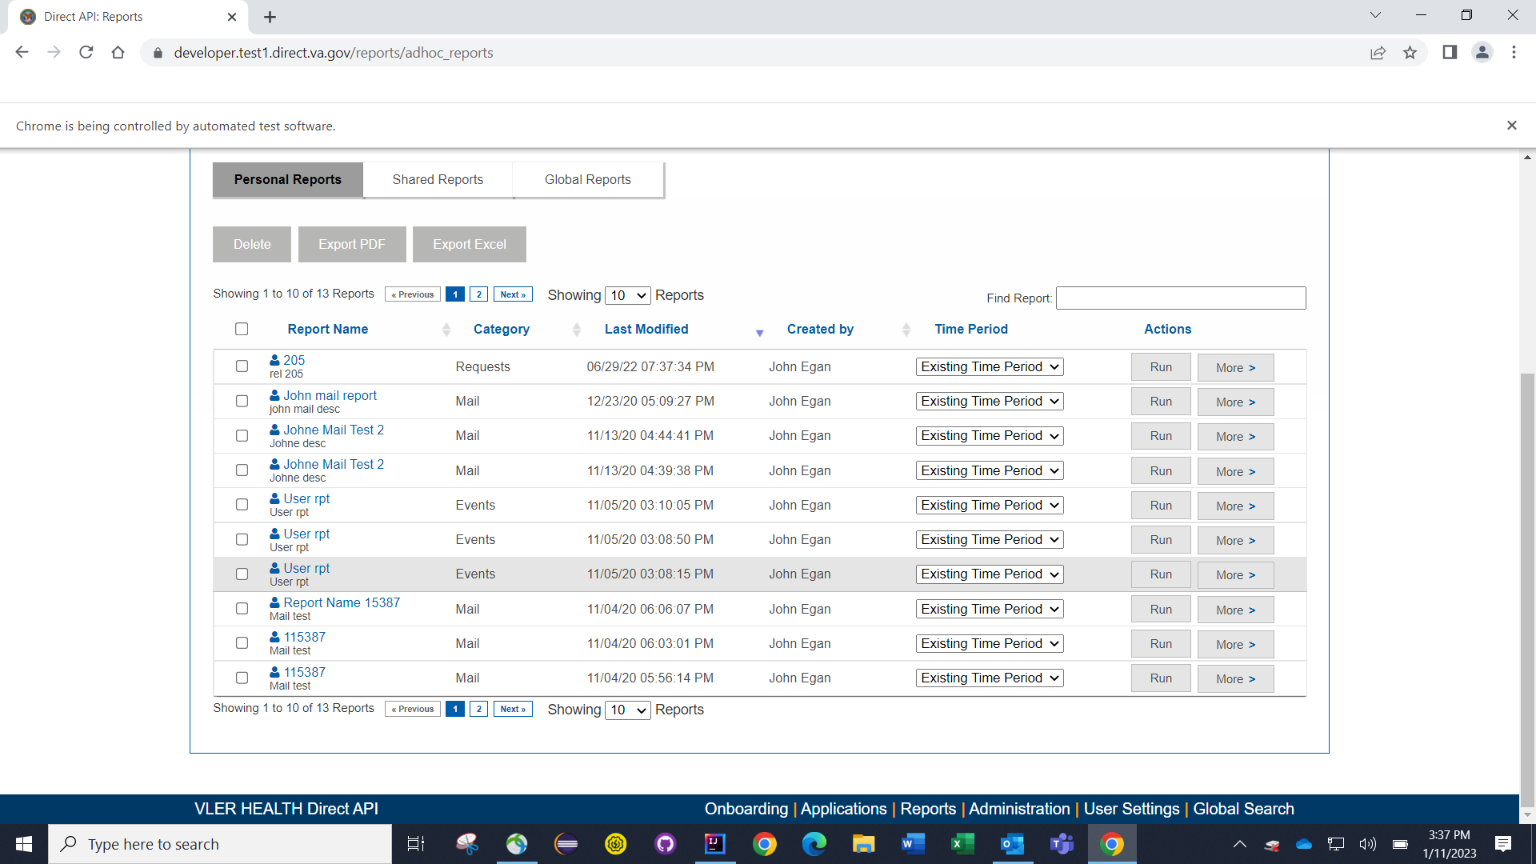 Direct API: Reports
developer.test1.direct.va.gov/reports/adhoc_reports
Chrome is being controlled by automated test software.
Personal Reports Shared Reports Global Reports
Delete Export PDF Export Excel
Showing 1 to 10 of 13 Reports « Previous 1 2 Next » Showing 10 Reports Find Report:
Report Name Category Last Modified Created by Time Period Actions
205 Requests 06/29/22 07:37:34 PM John Egan Existing Time Period Run More >
rel 205
John mail report Mail 12/23/20 05:09:27 PM John Egan Existing Time Period Run More >
john mail desc
Johne Mail Test 2 Mail 11/13/20 04:44:41 PM John Egan Existing Time Period Run More >
Johne desc
Johne Mail Test 2 Mail 11/13/20 04:39:38 PM John Egan Existing Time Period Run More >
Johne desc
User rpt Events 11/05/20 03:10:05 PM John Egan Existing Time Period Run More >
User rpt
User rpt Events 11/05/20 03:08:50 PM John Egan Existing Time Period Run More >
User rpt
User rpt Events 11/05/20 03:08:15 PM John Egan Existing Time Period Run More >
User rpt
Report Name 15387 Mail 11/04/20 06:06:07 PM John Egan Existing Time Period Run More >
Mail test
115387 Mail 11/04/20 06:03:01 PM John Egan Existing Time Period Run More >
Mail test
115387 Mail 11/04/20 05:56:14 PM John Egan Existing Time Period Run More >
Mail test
Showing 1 to 10 of 13 Reports « Previous 1 2 Next » Showing 10 Reports
VLER HEALTH Direct API Onboarding | Applications | Reports | Administration | User Settings | Global Search
Type here to search
3:37 PM
1/11/2023